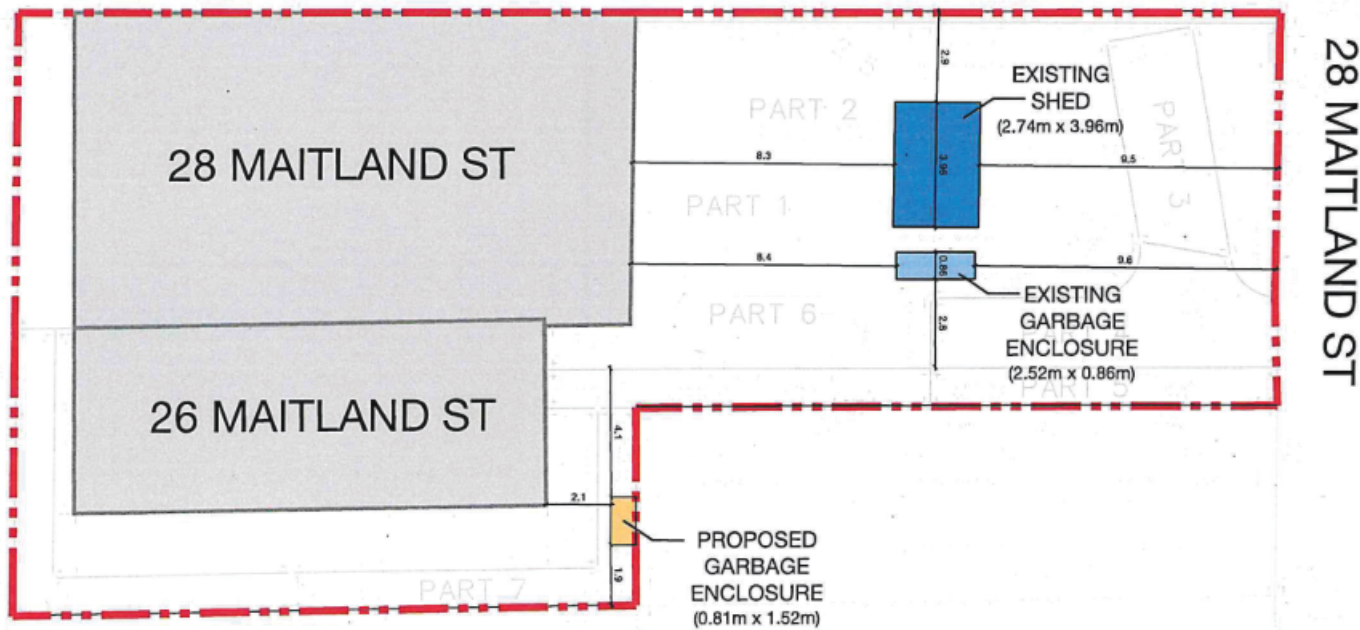 28 MAITLAND ST
26 MAITLAND ST
28 MAITLAND ST
EXISTING
SHED
(2.74m x 3.96m)
EXISTING
GARBAGE
ENCLOSURE
(2.52m x 0.86m)
PROPOSED
GARBAGE
ENCLOSURE
(0.81m x 1.52m)
PART 2
PART 1
PART 6
PART 3
PART 4
PART 5
PART 7
2.9
8.3
3.96
9.5
8.4
0.86
9.6
2.8
4.1
2.1
1.9